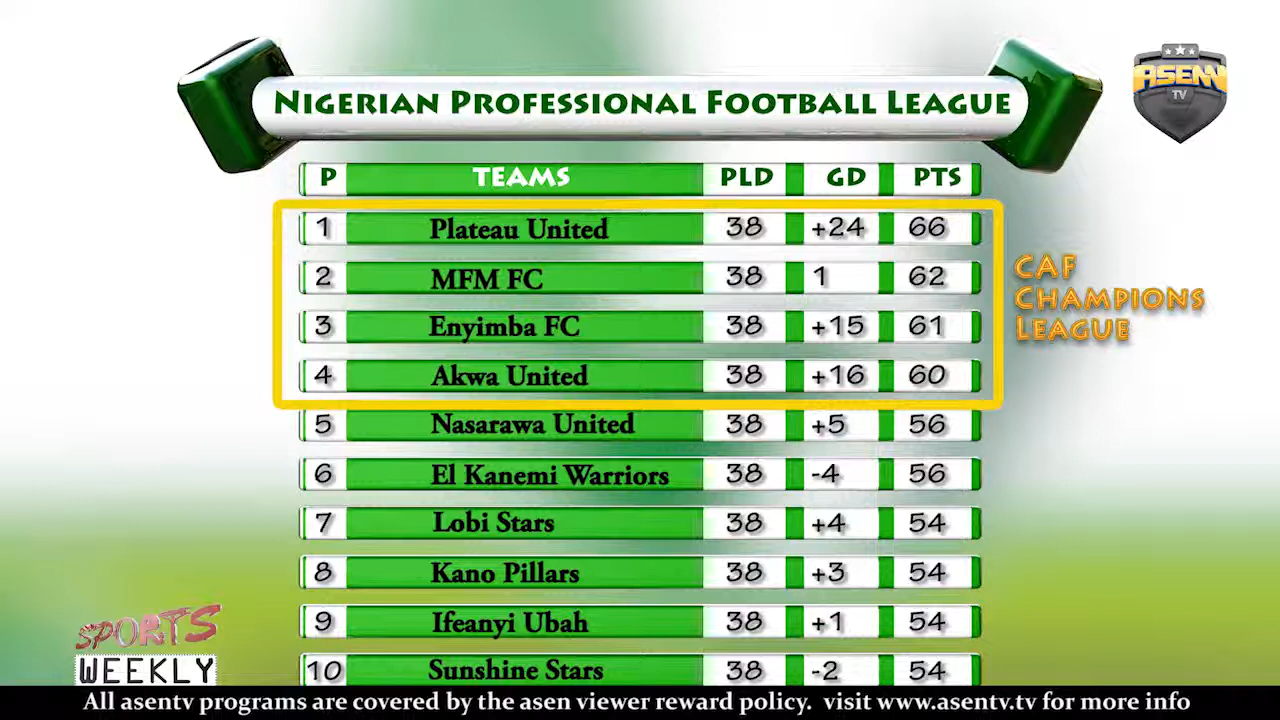 NIGERIAN PROFESSIONAL FOOTBALL LEAGUE
ASENN
TV
P TEAMS PLD GD PTS
1 Plateau United 38 +24 66
2 MFM FC 38 1 62
3 Enyimba FC 38 +15 61
4 Akwa United 38 +16 60
CAF
CHAMPIONS
LEAGUE
5 Nasarawa United 38 +5 56
6 El Kanemi Warriors 38 -4 56
7 Lobi Stars 38 +4 54
8 Kano Pillars 38 +3 54
9 Ifeanyi Ubah 38 +1 54
10 Sunshine Stars 38 -2 54
SPORTS
WEEKLY
All asentv programs are covered by the asen viewer reward policy. visit www.asentv.tv for more info